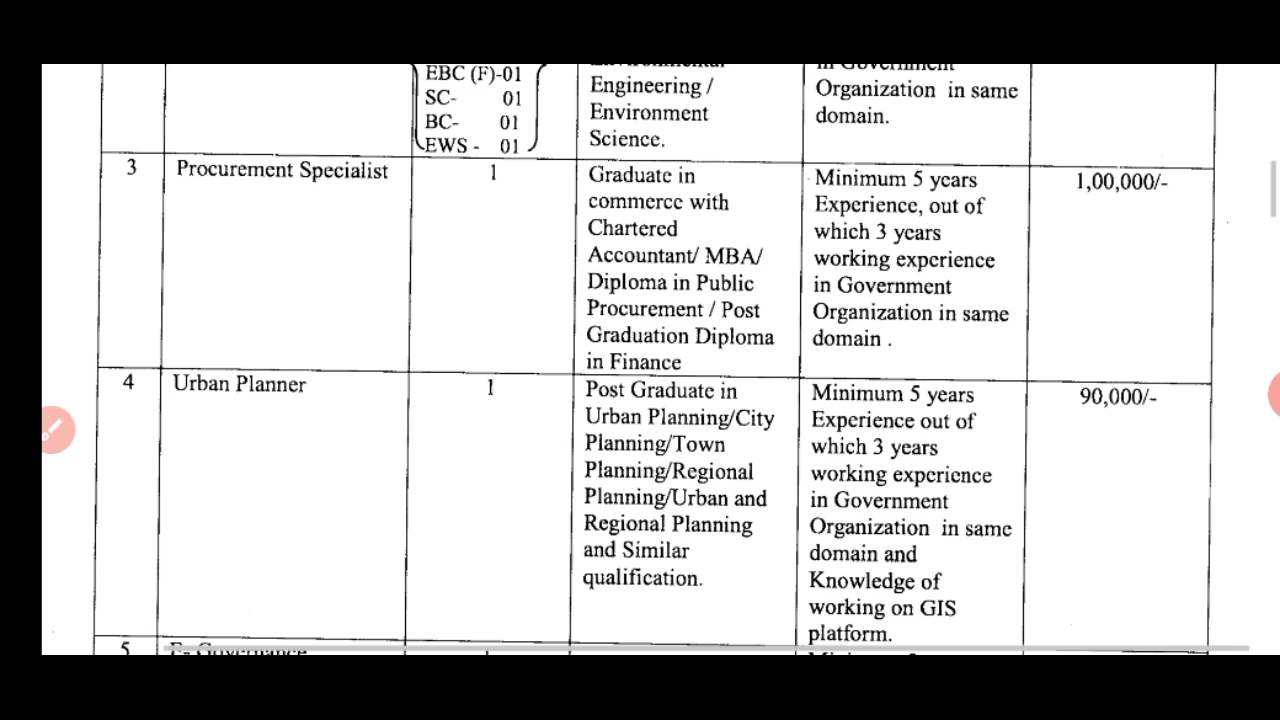 EBC (F)-01
SC- 01
BC- 01
EWS - 01
Engineering /
Environment
Science.
in Government
Organization in same
domain.
3
Procurement Specialist
1
Graduate in
commerce with
Chartered
Accountant/ MBA/
Diploma in Public
Procurement / Post
Graduation Diploma
in Finance
Minimum 5 years
Experience, out of
which 3 years
working experience
in Government
Organization in same
domain .
1,00,000/-
4
Urban Planner
1
Post Graduate in
Urban Planning/City
Planning/Town
Planning/Regional
Planning/Urban and
Regional Planning
and Similar
qualification.
Minimum 5 years
Experience out of
which 3 years
working experience
in Government
Organization in same
domain and
Knowledge of
working on GIS
platform.
90,000/-
5